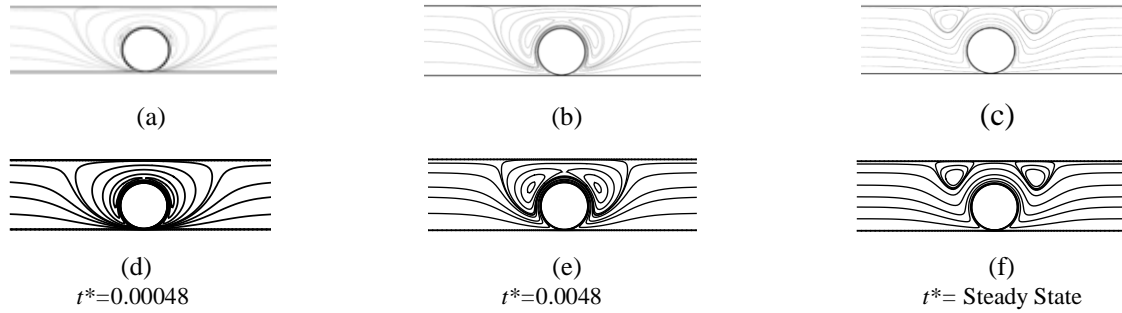 (a)
(b)
(c)
(d)
(e)
(f)
t*=0.00048
t*=0.0048
t*= Steady State